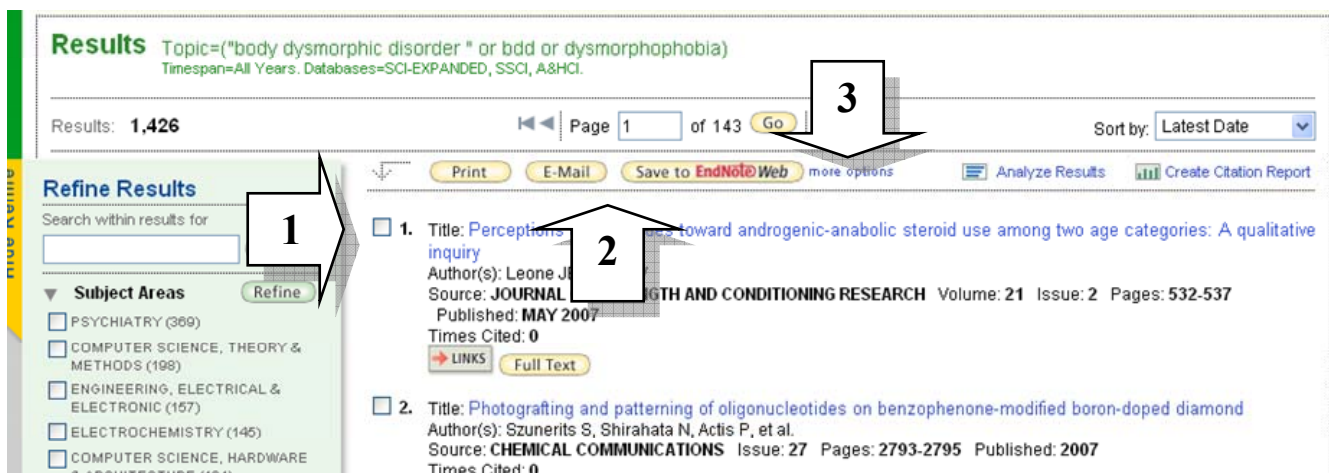 Results Topic=("body dysmorphic disorder " or bdd or dysmorphophobia)
Timespan=All Years. Databases=SCI-EXPANDED, SSCI, A&HCI.
3
Results: 1,426 Page 1 of 143 Go Sort by: Latest Date
Print E-Mail Save to EndNote Web more options Analyze Results Create Citation Report
Hide Refine
Refine Results
Search within results for
1
2
Subject Areas Refine
PSYCHIATRY (369)
COMPUTER SCIENCE, THEORY &
METHODS (198)
ENGINEERING, ELECTRICAL &
ELECTRONIC (157)
ELECTROCHEMISTRY (145)
COMPUTER SCIENCE, HARDWARE
1. Title: Perceptions toward androgenic-anabolic steroid use among two age categories: A qualitative
inquiry
Author(s): Leone
Source: JOURNAL AND CONDITIONING RESEARCH Volume: 21 Issue: 2 Pages: 532-537
Published: MAY 2007
Times Cited: 0
LINKS Full Text
2. Title: Photografting and patterning of oligonucleotides on benzophenone-modified boron-doped diamond
Author(s): Szunerits S, Shirahata N, Actis P, et al.
Source: CHEMICAL COMMUNICATIONS Issue: 27 Pages: 2793-2795 Published: 2007
Times Cited: 0